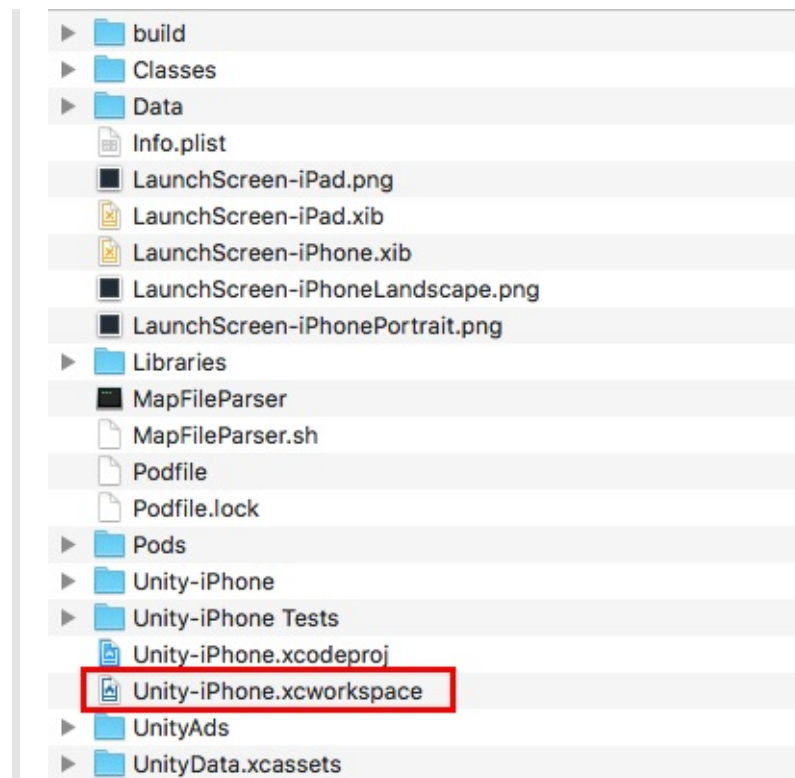 build
Classes
Data
Info.plist
LaunchScreen-iPad.png
LaunchScreen-iPad.xib
LaunchScreen-iPhone.xib
LaunchScreen-iPhoneLandscape.png
LaunchScreen-iPhonePortrait.png
Libraries
MapFileParser
MapFileParser.sh
Podfile
Podfile.lock
Pods
Unity-iPhone
Unity-iPhone Tests
Unity-iPhone.xcodeproj
Unity-iPhone.xcworkspace
UnityAds
UnityData.xcassets